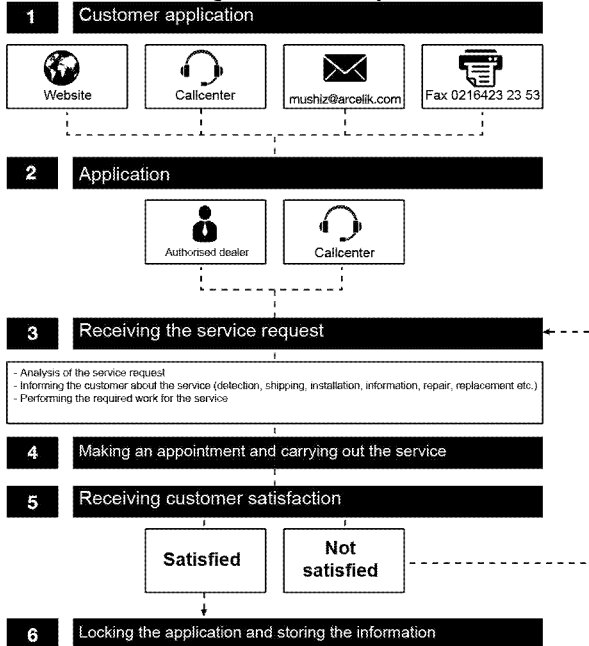 1 Customer application
Website
Callcenter
mushiz@arcelik.com
Fax 0216423 23 53
2 Application
Authorised dealer
Callcenter
3 Receiving the service request
- Analysis of the service request
- Informing the customer about the service (detection, shipping, installation, information, repair, replacement etc.)
- Performing the required work for the service
4 Making an appointment and carrying out the service
5 Receiving customer satisfaction
Satisfied
Not
satisfied
6 Locking the application and storing the information